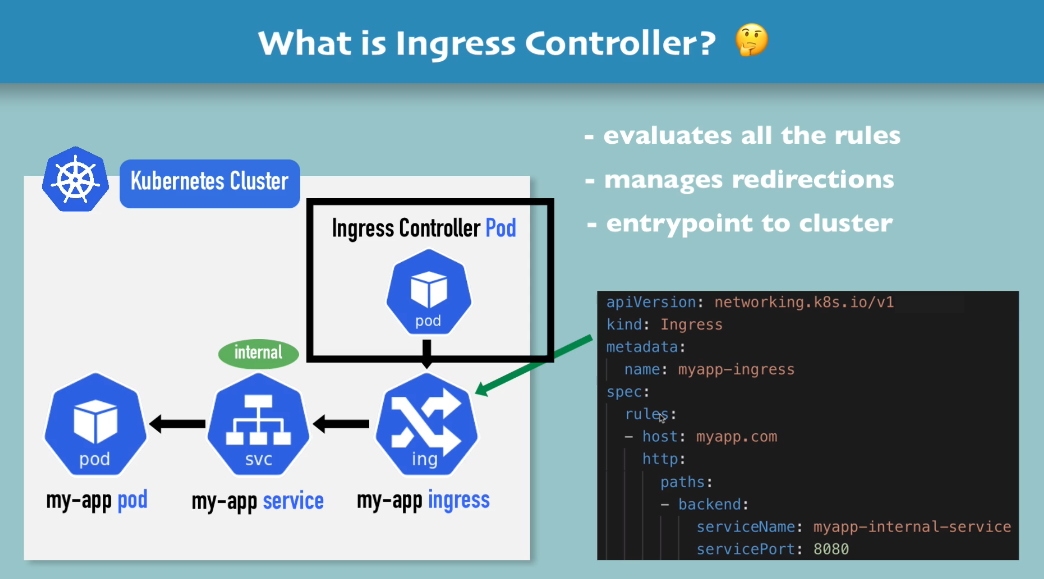 What is Ingress Controller? 🤔
- evaluates all the rules
- manages redirections
- entrypoint to cluster
Kubernetes Cluster
Ingress Controller Pod
pod
internal
pod
svc
ing
my-app pod
my-app service
my-app ingress
apiVersion: networking.k8s.io/v1
kind: Ingress
metadata:
  name: myapp-ingress
spec:
  rules:
  - host: myapp.com
    http:
      paths:
      - backend:
          serviceName: myapp-internal-service
          servicePort: 8080